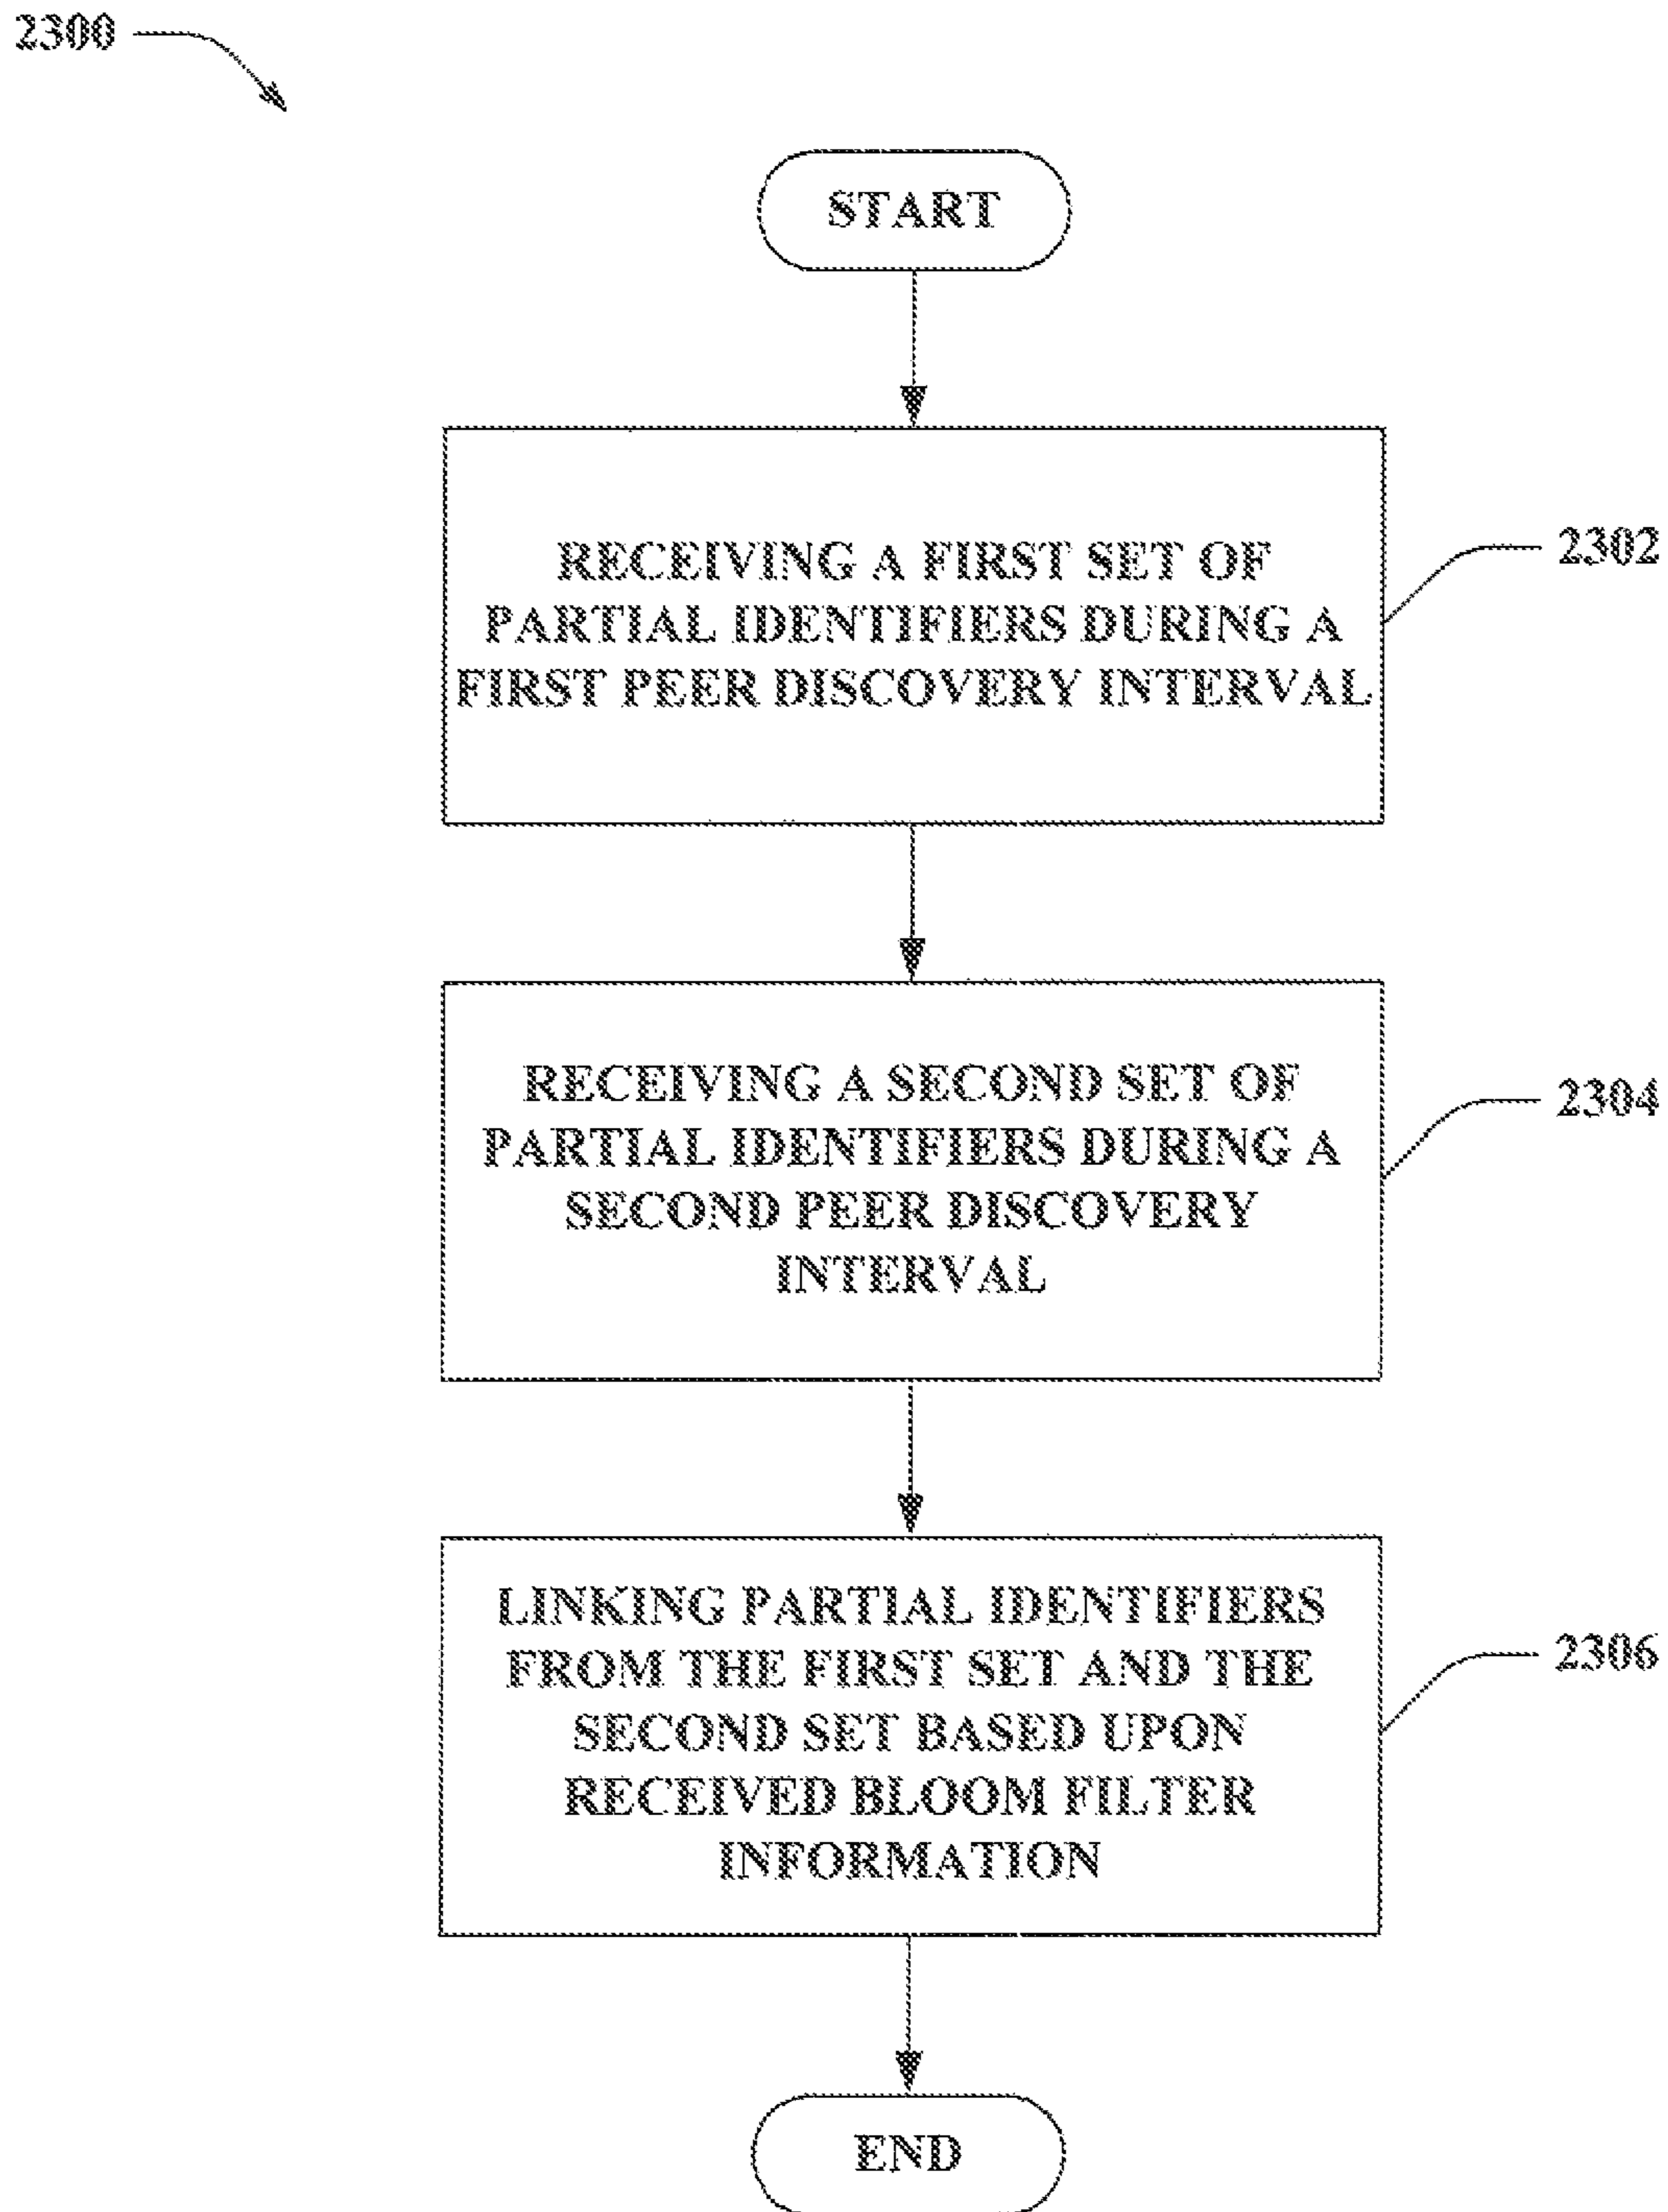 2300
START
RECEIVING A FIRST SET OF
PARTIAL IDENTIFIERS DURING A
FIRST PEER DISCOVERY INTERVAL
2302
RECEIVING A SECOND SET OF
PARTIAL IDENTIFIERS DURING A
SECOND PEER DISCOVERY
INTERVAL
2304
LINKING PARTIAL IDENTIFIERS
FROM THE FIRST SET AND THE
SECOND SET BASED UPON
RECEIVED BLOOM FILTER
INFORMATION
2306
END